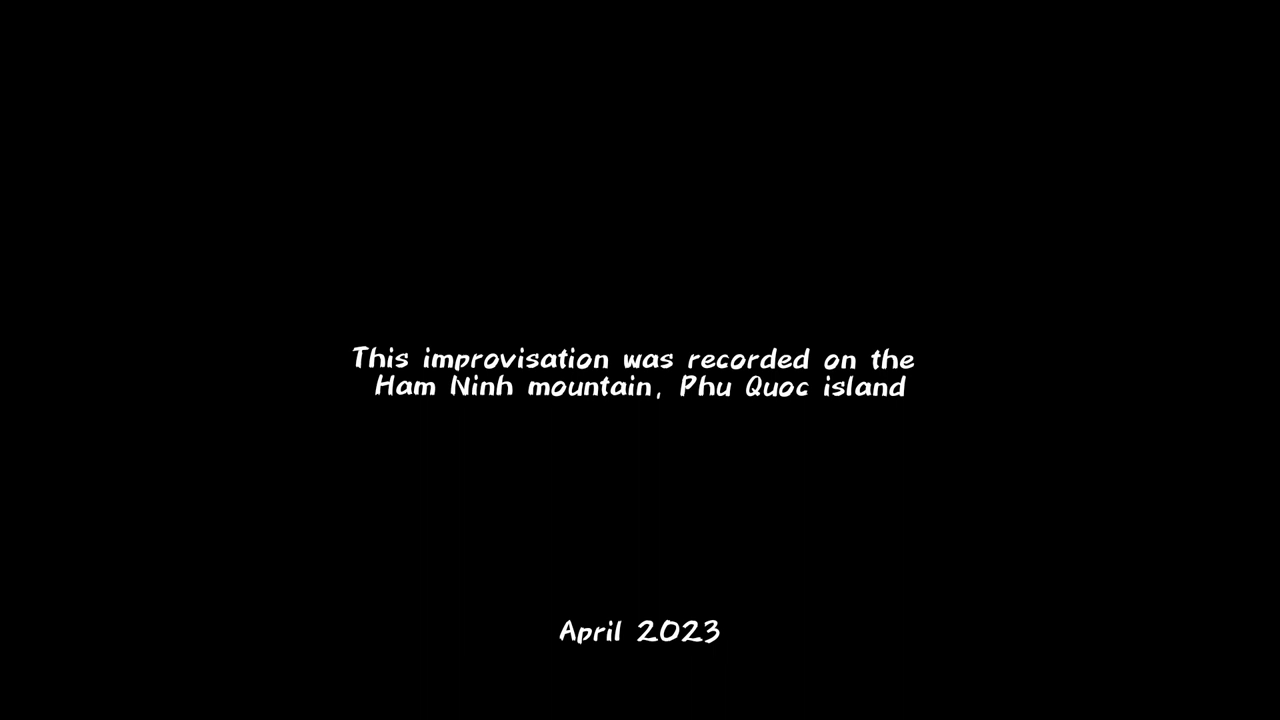 This improvisation was recorded on the
Ham Ninh mountain, Phu Quoc island
April 2023